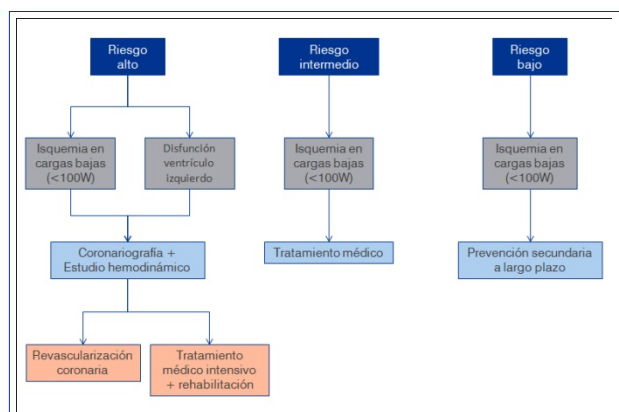 Riesgo
alto
Riesgo
intermedio
Riesgo
bajo
Isquemia en
cargas bajas
(<100W)
Disfunción
ventrículo
izquierdo
Isquemia en
cargas bajas
(<100W)
Isquemia en
cargas bajas
(<100W)
Coronariografía +
Estudio hemodinámico
Tratamiento médico
Prevención secundaria
a largo plazo
Revascularización
coronaria
Tratamiento
médico intensivo
+ rehabilitación